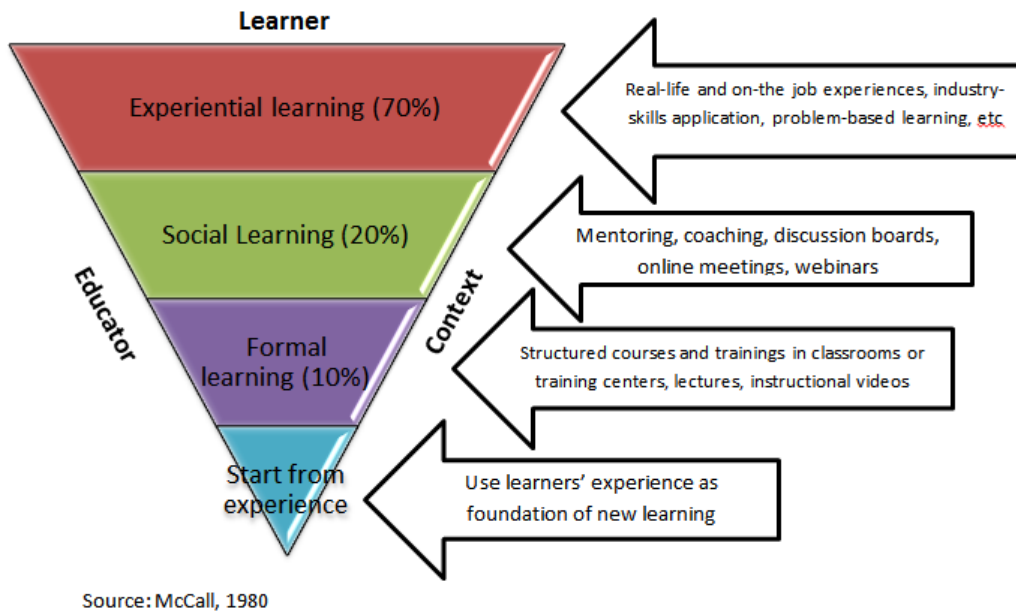 Learner
Experiential learning (70%)
Real-life and on-the job experiences, industry-
skills application, problem-based learning, etc
Social Learning (20%)
Mentoring, coaching, discussion boards,
online meetings, webinars
Educator
Context
Formal
learning (10%)
Structured courses and trainings in classrooms or
training centers, lectures, instructional videos
Start from
experience
Use learners’ experience as
foundation of new learning
Source: McCall, 1980